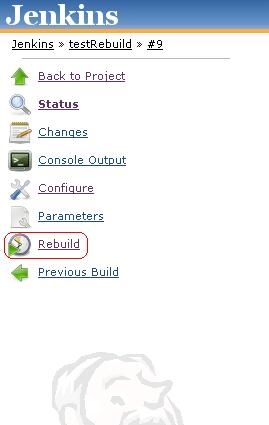 Jenkins
Jenkins » testRebuild » #9
Back to Project
Status
Changes
Console Output
Configure
Parameters
Rebuild
Previous Build